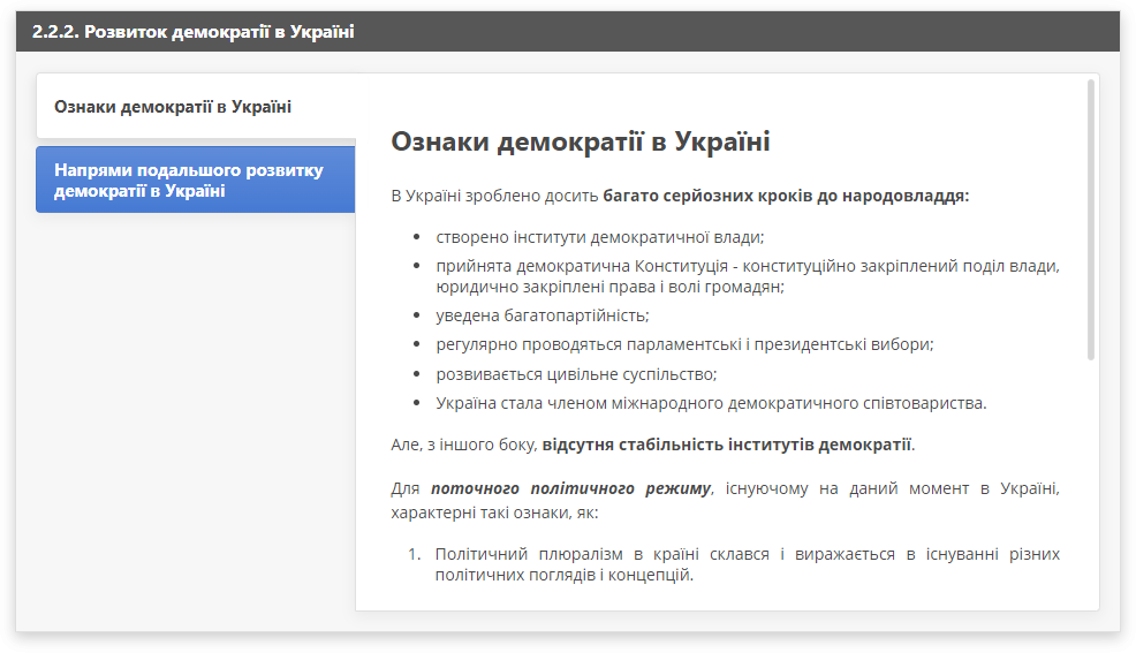 2.2.2. Розвиток демократії в Україні
Ознаки демократії в Україні
Напрями подальшого розвитку
демократії в Україні
Ознаки демократії в Україні
В Україні зроблено досить багато серйозних кроків до народовладдя:
• створено інститути демократичної влади;
• прийнята демократична Конституція - конституційно закріплений поділ влади,
юридично закріплені права і волі громадян;
• уведена багатопартійність;
• регулярно проводяться парламентські і президентські вибори;
• розвивається цивільне суспільство;
• Україна стала членом міжнародного демократичного співтовариства.
Але, з іншого боку, відсутня стабільність інститутів демократії.
Для поточного політичного режиму, існуючому на даний момент в Україні,
характерні такі ознаки, як:
1. Політичний плюралізм в країні склався і виражається в існуванні різних
політичних поглядів і концепцій.